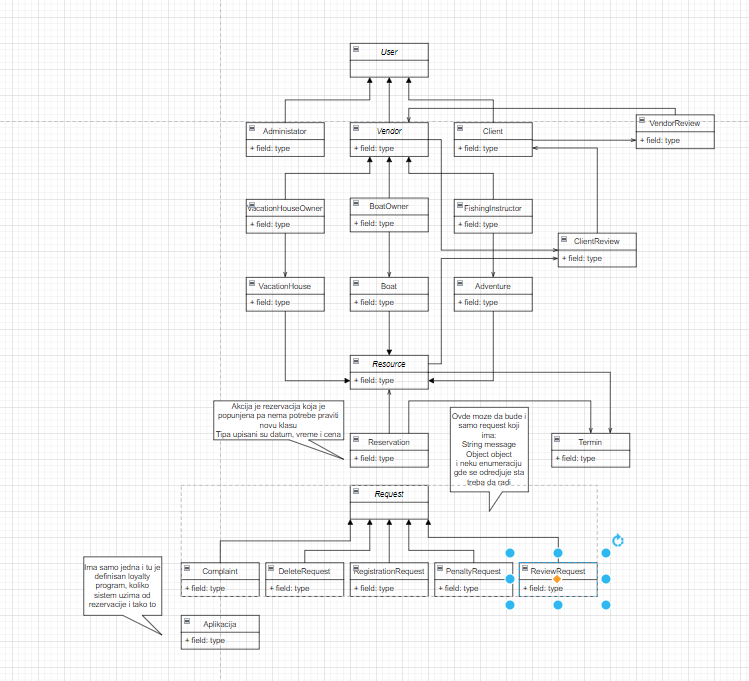 User
Administator
+ field: type
Vendor
+ field: type
Client
+ field: type
VendorReview
+ field: type
VacationHouseOwner
+ field: type
BoatOwner
+ field: type
FishingInstructor
+ field: type
ClientReview
+ field: type
VacationHouse
+ field: type
Boat
+ field: type
Adventure
+ field: type
Resource
+ field: type
Akcija je rezervacija koja je
popunjena pa nema potrebe praviti
novu klasu
Tipa upisani su datum, vreme i cena
Ovde moze da bude i
samo request koji
ima:
String message
Object object
i neku enumeraciju
gde se odredjuje sta
treba da radi
Reservation
+ field: type
Termin
+ field: type
Request
Ima samo jedna i tu je
definisan loyalty
program, koliko
sistem uzima od
rezervacije i tako to
Complaint
+ field: type
DeleteRequest
+ field: type
RegistrationRequest
+ field: type
PenaltyRequest
+ field: type
ReviewRequest
+ field: type
Aplikacija
+ field: type